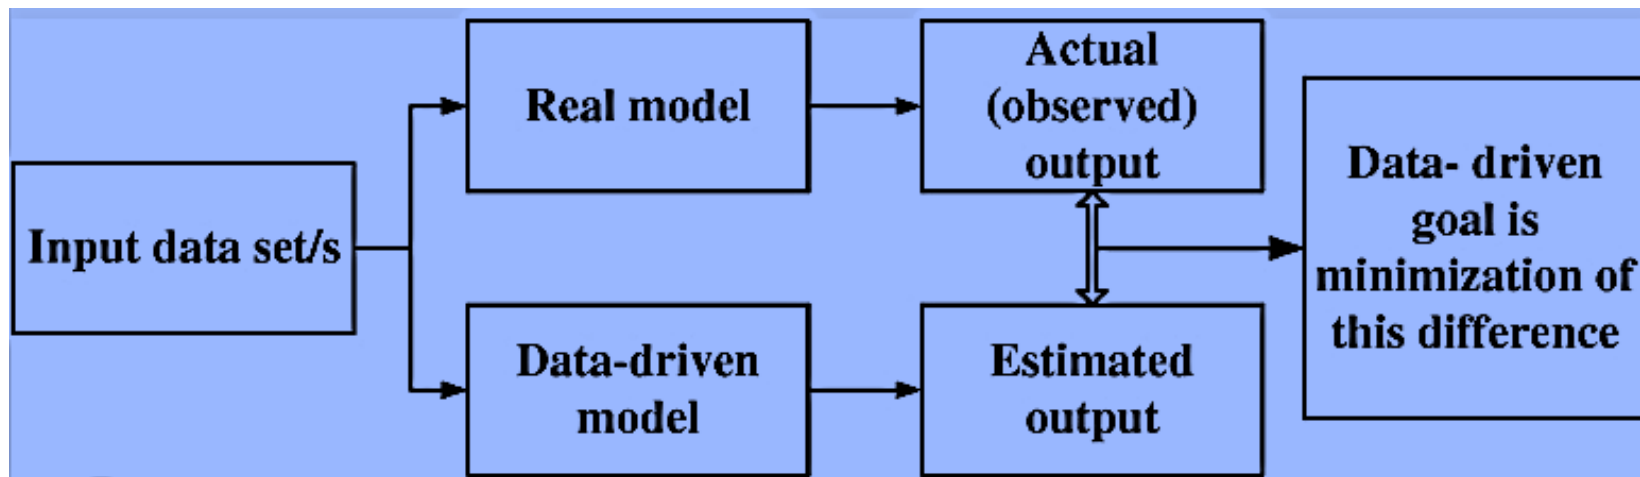 Input data set/s
Real model
Actual
(observed)
output
Data-driven
model
Estimated
output
Data- driven
goal is
minimization of
this difference